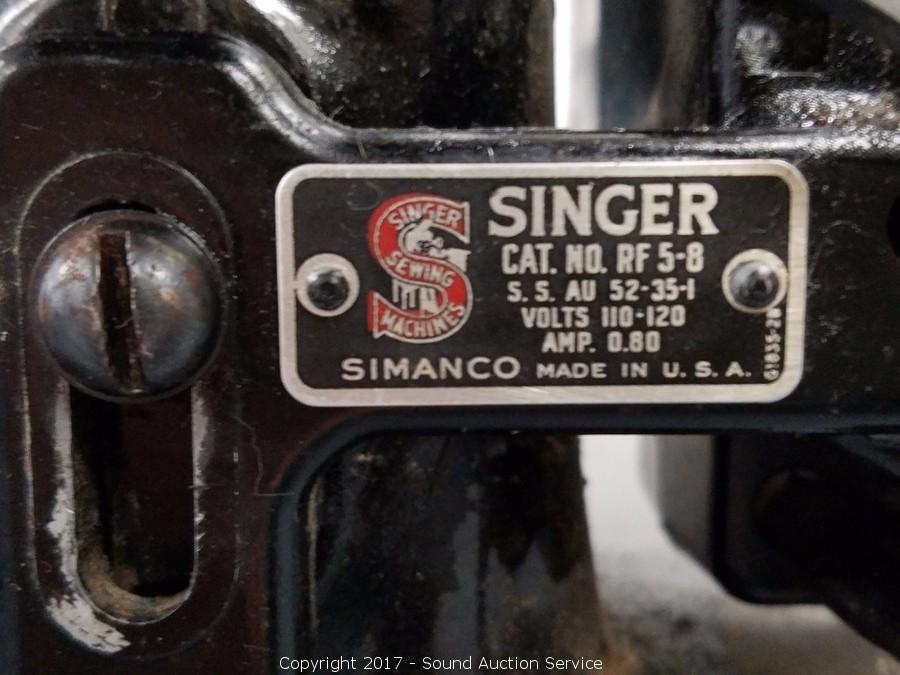 SINGER
SEWING
MACHINES
SINGER
CAT. NO. RF 5-8
S. S. AU 52-35-1
VOLTS 110-120
AMP. 0.80
SIMANCO MADE IN U. S. A.
Copyright 2017 - Sound Auction Service